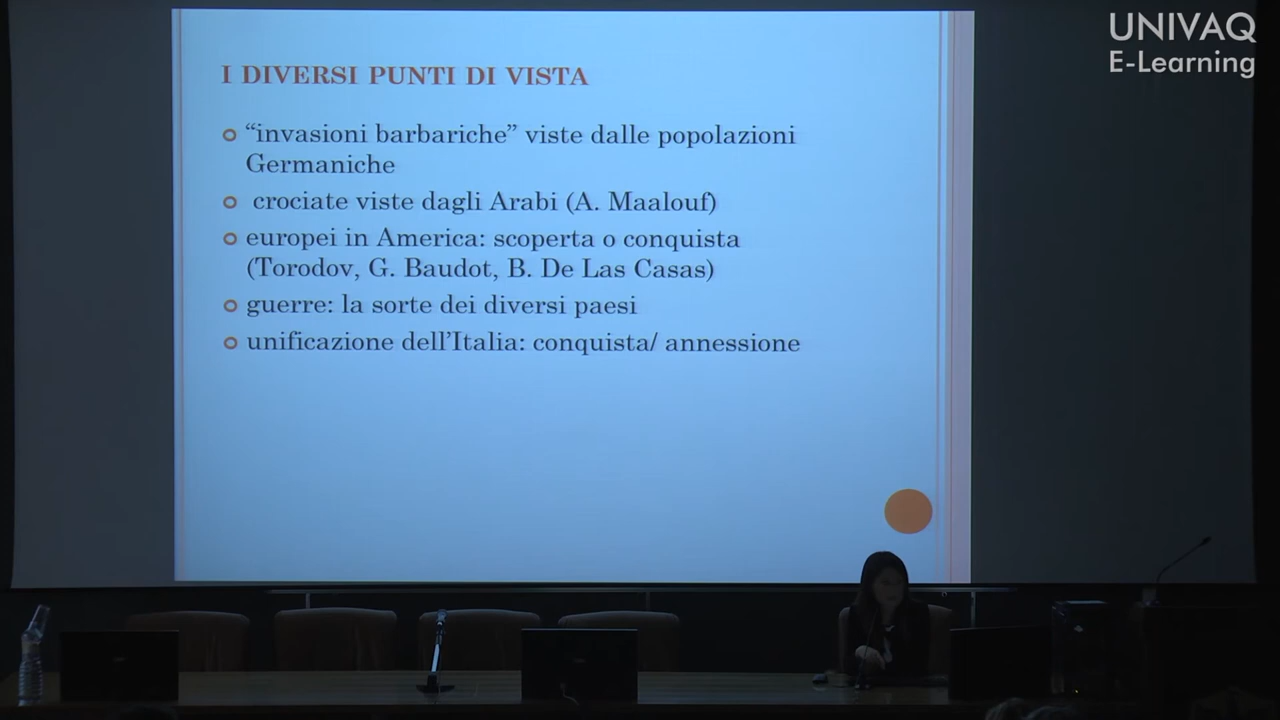 UNIVAQ
E-Learning
I DIVERSI PUNTI DI VISTA
“invasioni barbariche” viste dalle popolazioni
Germaniche
crociate viste dagli Arabi (A. Maalouf)
europei in America: scoperta o conquista
(Torodov, G. Baudot, B. De Las Casas)
guerre: la sorte dei diversi paesi
unificazione dell’Italia: conquista/ annessione